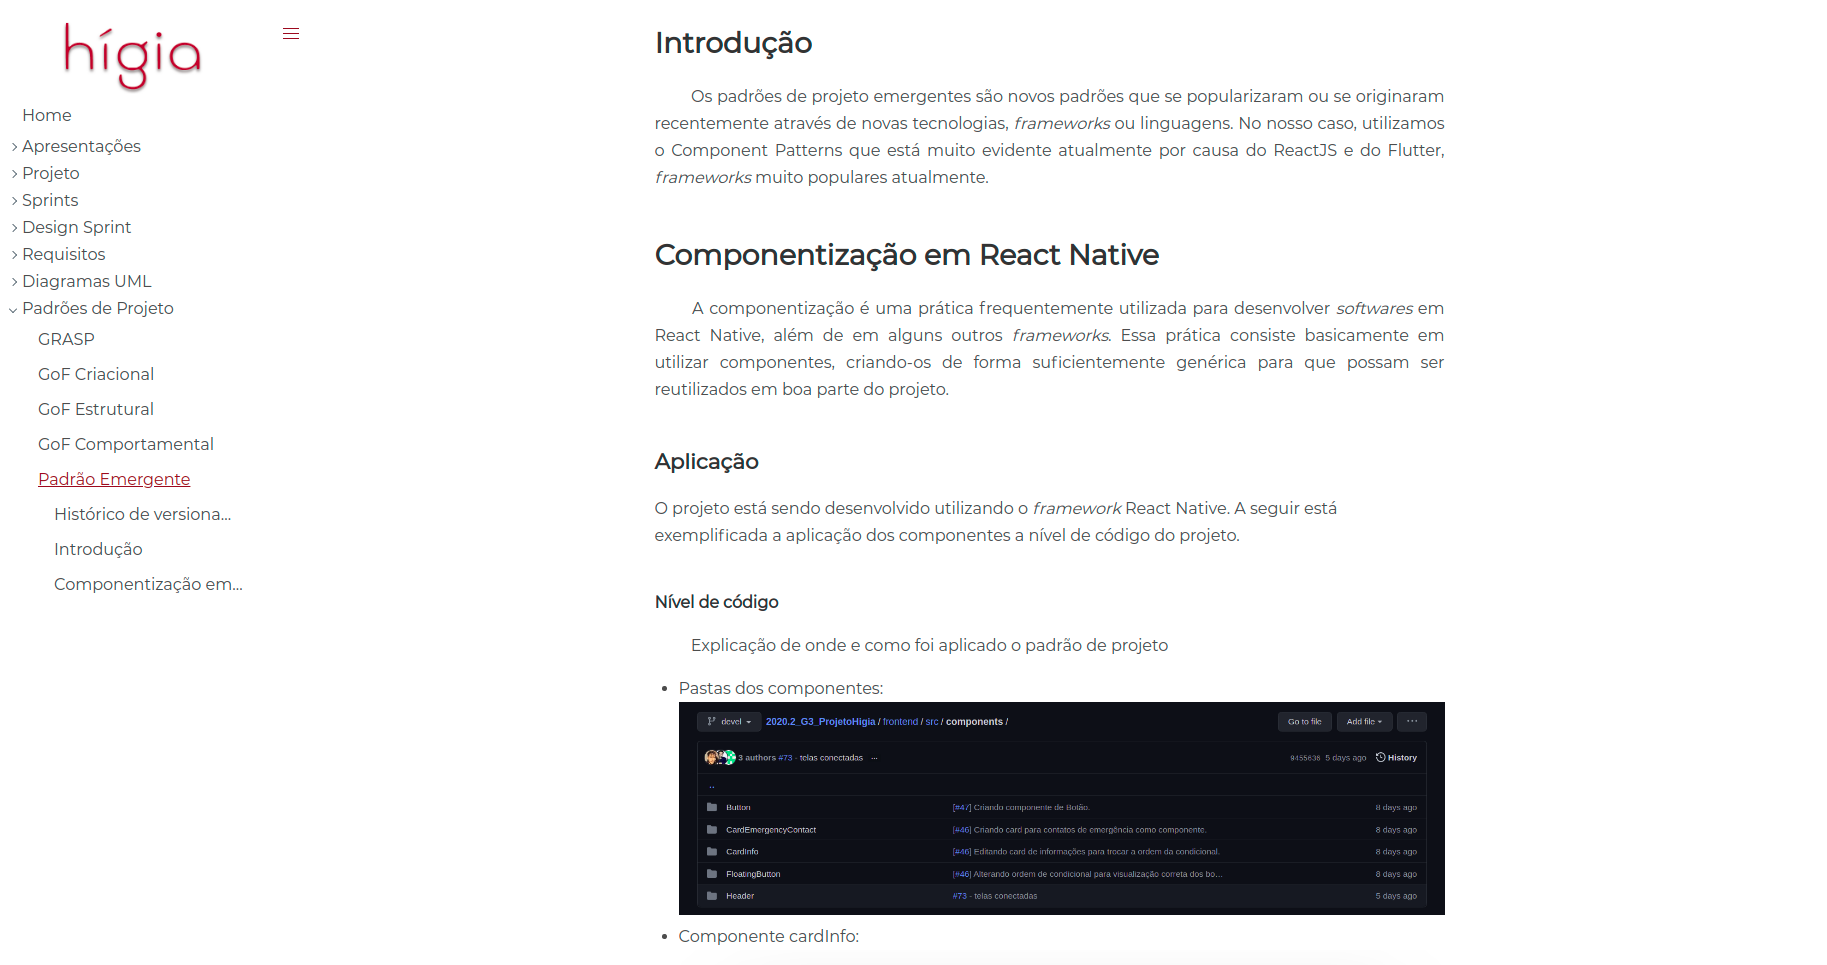 hígia
Home
Apresentações
Projeto
Sprints
Design Sprint
Requisitos
Diagramas UML
Padrões de Projeto
GRASP
GoF Criacional
GoF Estrutural
GoF Comportamental
Padrão Emergente
Histórico de versiona...
Introdução
Componentização em...
Introdução
Os padrões de projeto emergentes são novos padrões que se popularizaram ou se originaram
recentemente através de novas tecnologias, frameworks ou linguagens. No nosso caso, utilizamos
o Component Patterns que está muito evidente atualmente por causa do ReactJS e do Flutter,
frameworks muito populares atualmente.
Componentização em React Native
A componentização é uma prática frequentemente utilizada para desenvolver softwares em
React Native, além de em alguns outros frameworks. Essa prática consiste basicamente em
utilizar componentes, criando-os de forma suficientemente genérica para que possam ser
reutilizados em boa parte do projeto.
Aplicação
O projeto está sendo desenvolvido utilizando o framework React Native. A seguir está
exemplificada a aplicação dos componentes a nível de código do projeto.
Nível de código
Explicação de onde e como foi aplicado o padrão de projeto
• Pastas dos componentes:
devel 2020.2_G3_ProjetoHigia / frontend / src / components / Go to file Add file ...
3 authors #73 - telas conectadas ... 9455636 5 days ago History
..
Button [#47] Criando componente de Botão. 8 days ago
CardEmergencyContact [#46] Criando card para contatos de emergência como componente. 8 days ago
CardInfo [#46] Editando card de informações para trocar a ordem da condicional. 8 days ago
FloatingButton [#46] Alterando ordem de condicional para visualização correta dos bo... 8 days ago
Header #73 - telas conectadas 5 days ago
• Componente cardInfo: